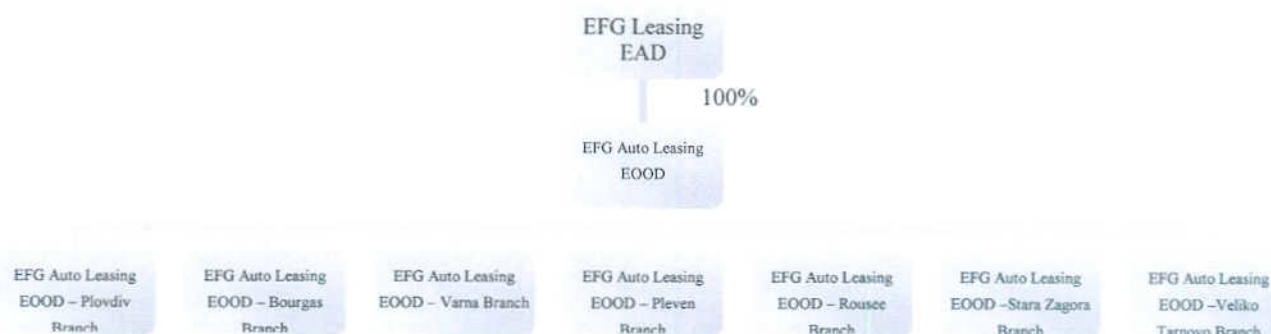 EFG Leasing
EAD
100%
EFG Auto Leasing
EOOD
EFG Auto Leasing
EOOD – Plovdiv
Branch
EFG Auto Leasing
EOOD – Bourgas
Branch
EFG Auto Leasing
EOOD – Varna Branch
EFG Auto Leasing
EOOD – Pleven
Branch
EFG Auto Leasing
EOOD – Rousee
Branch
EFG Auto Leasing
EOOD –Stara Zagora
Branch
EFG Auto Leasing
EOOD –Veliko
Tarnovo Branch